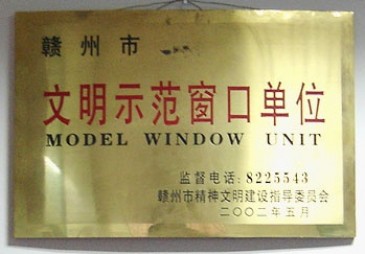 赣州市
文明示范窗口单位
MODEL WINDOW UNIT
监督电话：8225543
赣州市精神文明建设指导委员会
二〇〇二年五月